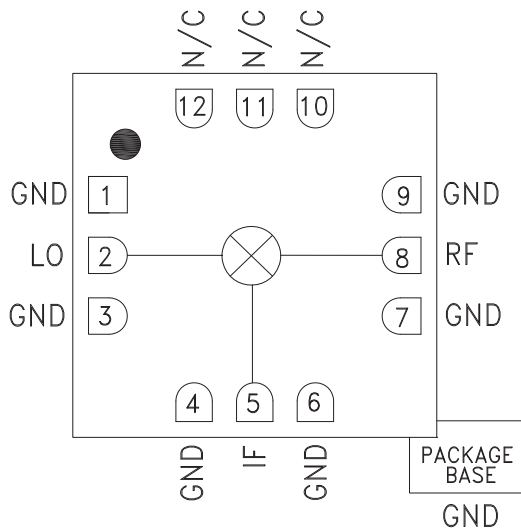 N/C N/C N/C
12 11 10
GND 1 9 GND
LO 2 8 RF
GND 3 7 GND
4 5 6
GND IF GND
PACKAGE
BASE
GND